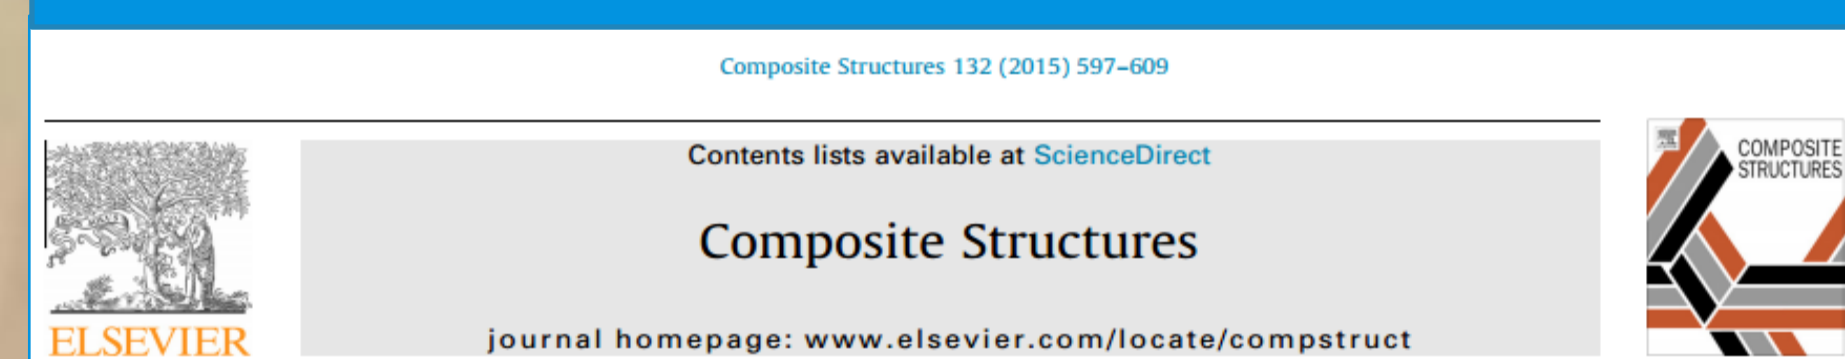 Composite Structures 132 (2015) 597–609
Contents lists available at ScienceDirect
Composite Structures
journal homepage: www.elsevier.com/locate/compstruct
ELSEVIER
COMPOSITE
STRUCTURES